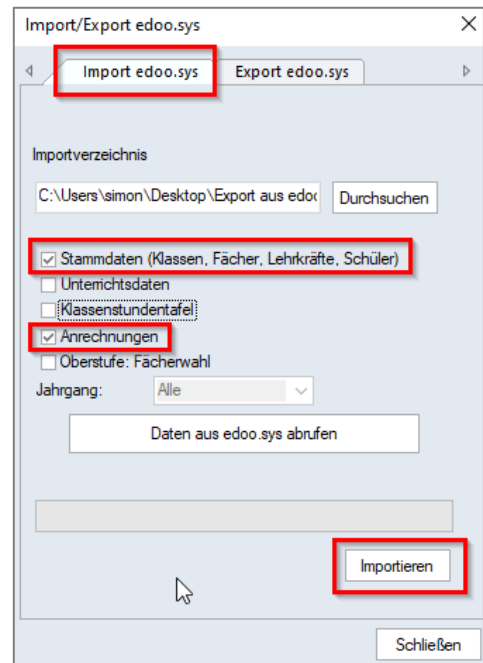 Import/Export edoo.sys
Import edoo.sys
Export edoo.sys
Importverzeichnis
C:\Users\simon\Desktop\Export aus edoo
Durchsuchen
Stammdaten (Klassen, Fächer, Lehrkräfte, Schüler)
Unterrichtsdaten
Klassenstundentafel
Anrechnungen
Oberstufe: Fächerwahl
Jahrgang:
Alle
Daten aus edoo.sys abrufen
Importieren
Schließen